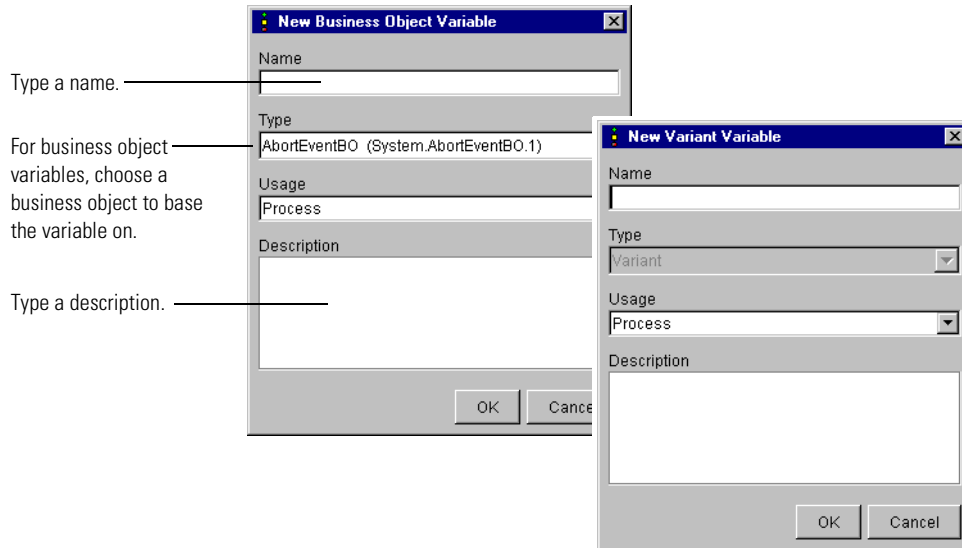 Type a name.
For business object
variables, choose a
business object to base
the variable on.
Type a description.
New Business Object Variable
Name
Type
AbortEventBO (System.AbortEventBO.1)
Usage
Process
Description
OK
Cance
New Variant Variable
Name
Type
Variant
Usage
Process
Description
OK
Cancel